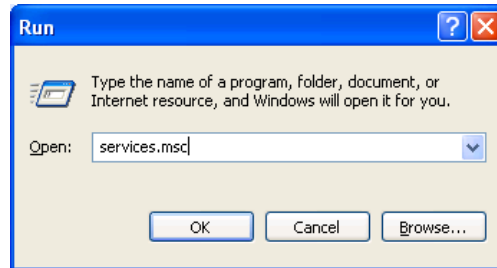 Run
Type the name of a program, folder, document, or
Internet resource, and Windows will open it for you.
Open: services.msc
OK Cancel Browse...